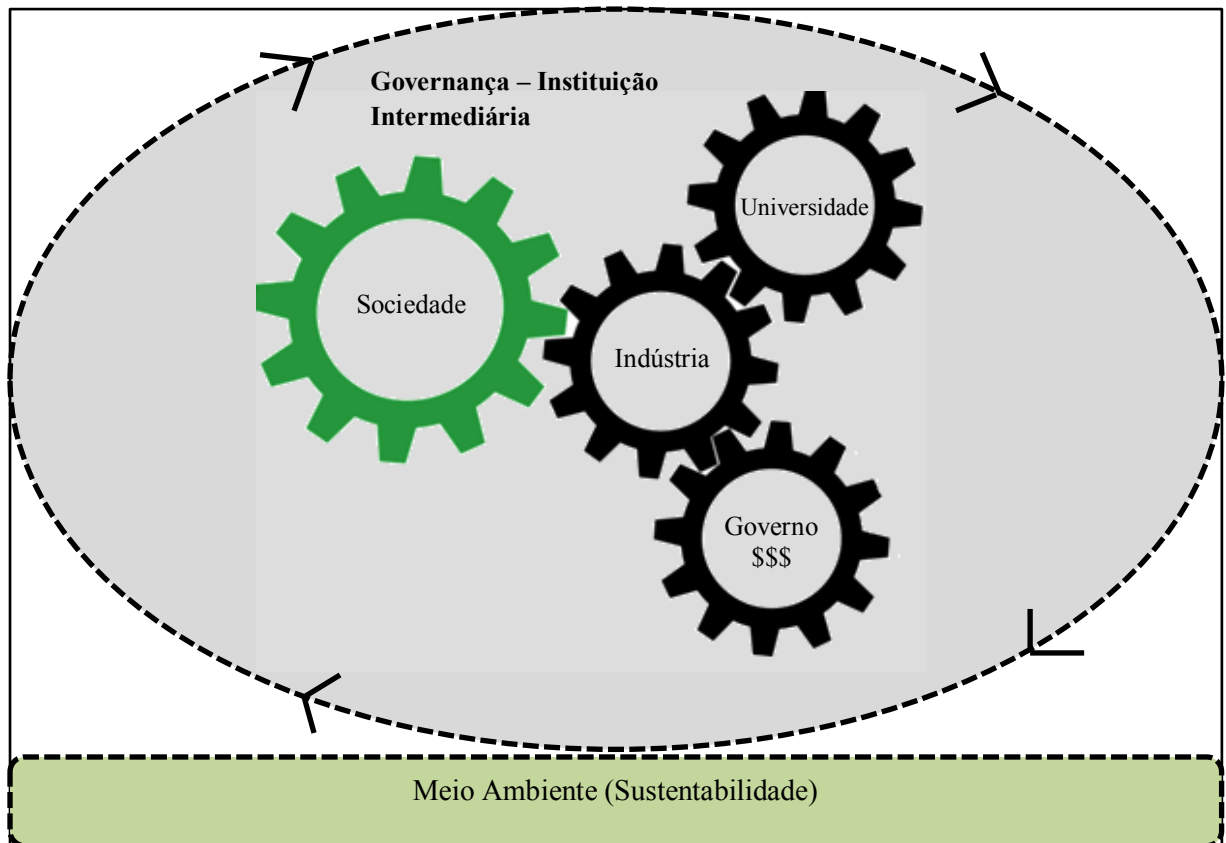 Governança – Instituição
Intermediária
Universidade
Sociedade
Indústria
Governo
$$$
Meio Ambiente (Sustentabilidade)